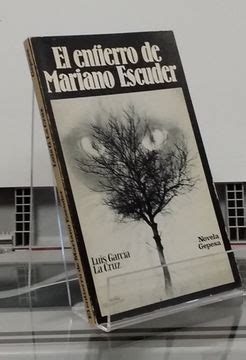 El entierro de
Mariano Escuder
Luis García
La Cruz
Novela
Gepesa